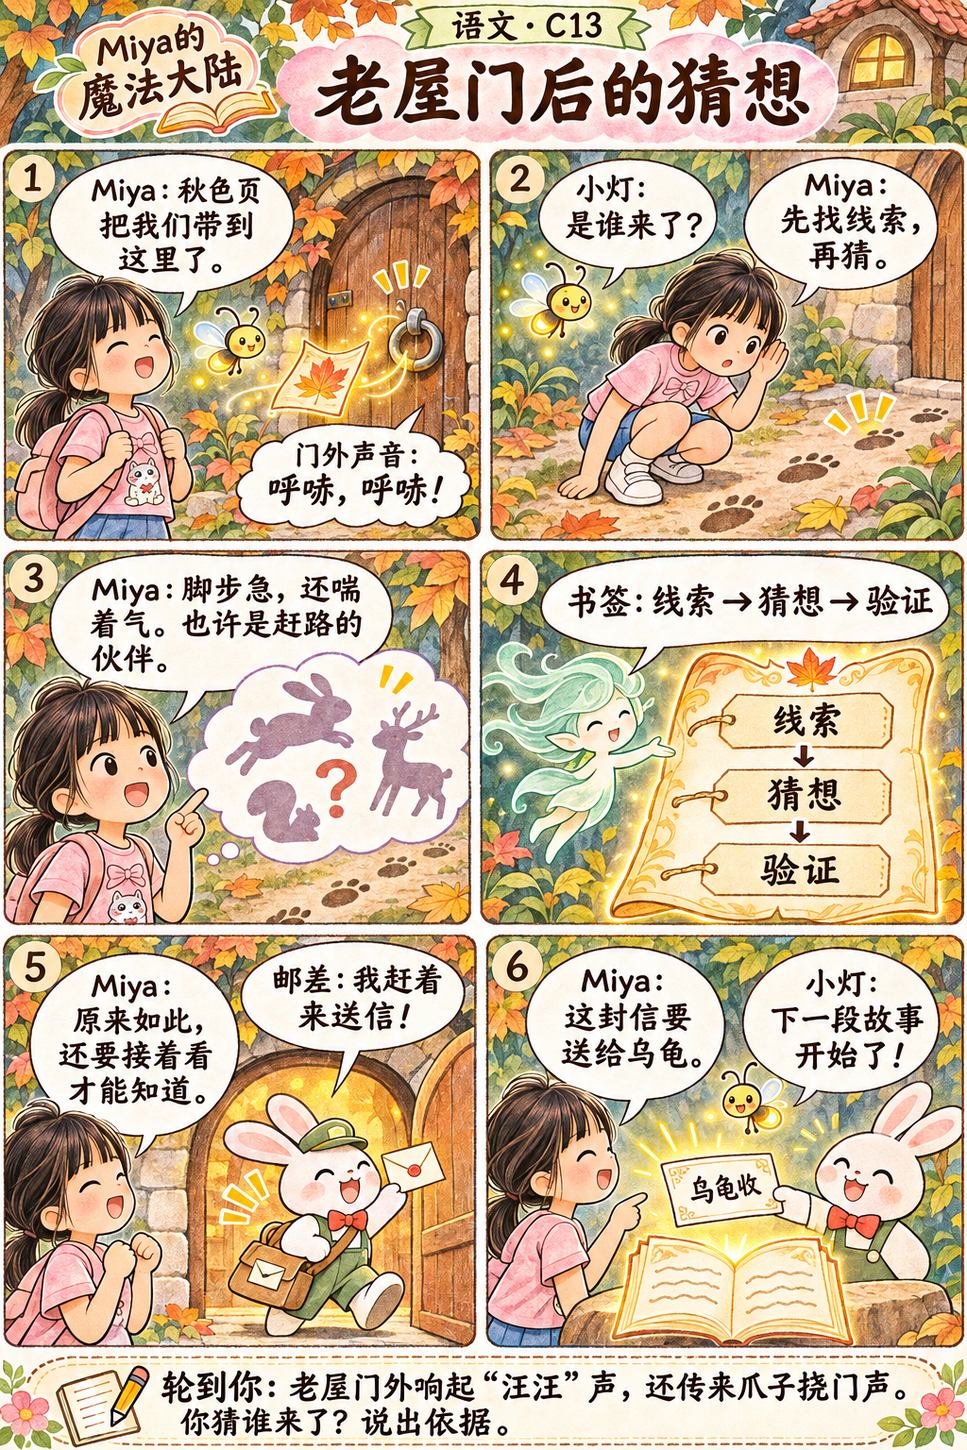 Miya的
魔法大陆
语文·C13
老屋门后的猜想
1
Miya：秋色页
把我们带到
这里了。
门外声音：
呼哧，呼哧！
2
小灯：
是谁来了？
Miya：
先找线索，
再猜。
3
Miya：脚步急，还喘
着气。也许是赶路的
伙伴。
?
4
书签：线索→猜想→验证
线索
猜想
验证
5
Miya：
原来如此，
还要接着看
才能知道。
邮差：我赶着
来送信！
6
Miya：
这封信要
送给乌龟。
小灯：
下一段故事
开始了！
乌龟收
轮到你：老屋门外响起“汪汪”声，还传来爪子挠门声。
你猜谁来了？说出依据。